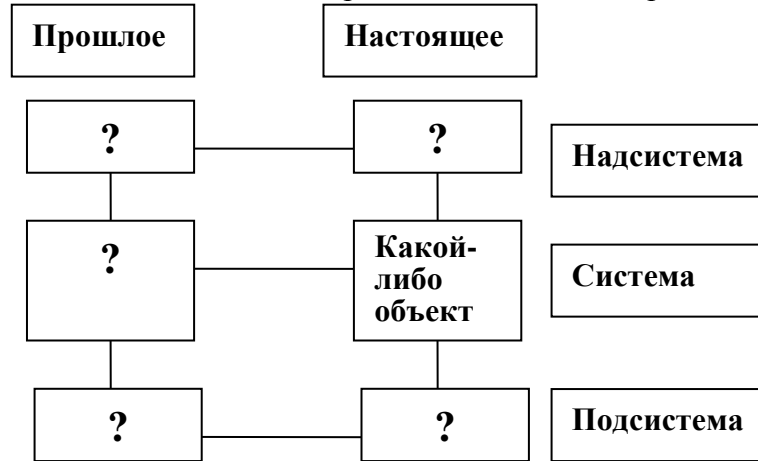 Прошлое
Настоящее
?
?
Надсистема
?
Какой-
либо
объект
Система
?
?
Подсистема